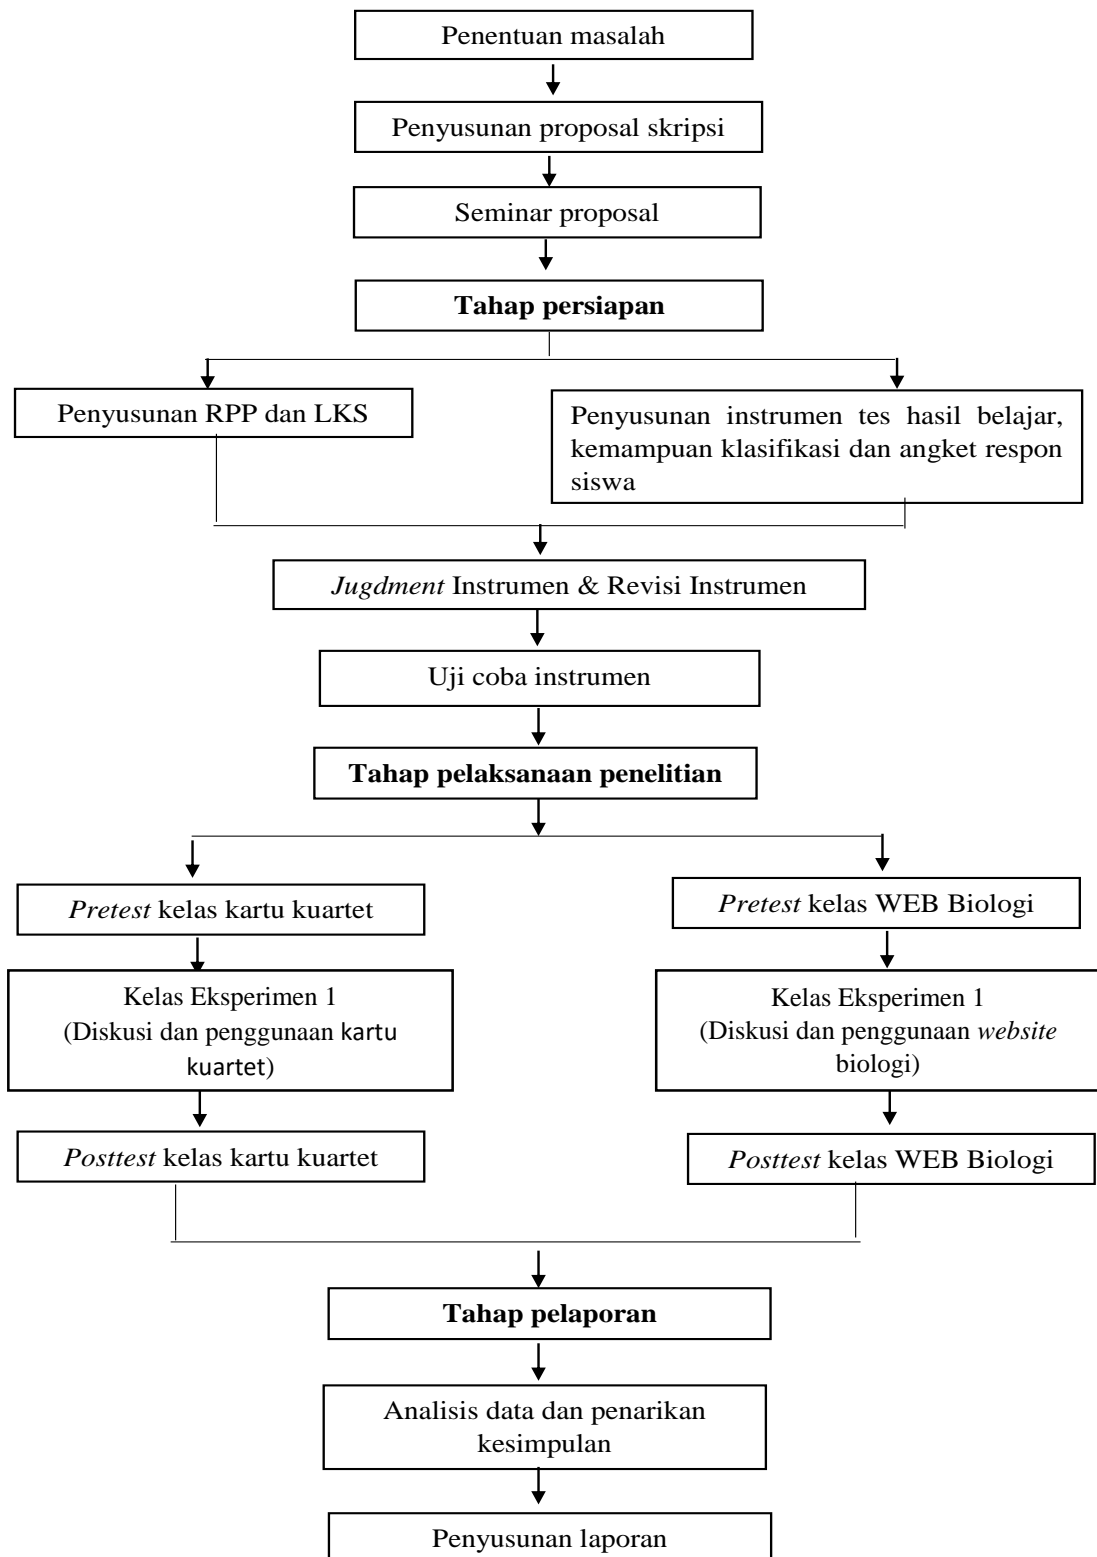 Penentuan masalah
Penyusunan proposal skripsi
Seminar proposal
Tahap persiapan
Penyusunan RPP dan LKS
Penyusunan instrumen tes hasil belajar,
kemampuan klasifikasi dan angket respon
siswa
Jugdment Instrumen & Revisi Instrumen
Uji coba instrumen
Tahap pelaksanaan penelitian
Pretest kelas kartu kuartet
Pretest kelas WEB Biologi
Kelas Eksperimen 1
(Diskusi dan penggunaan kartu
kuartet)
Kelas Eksperimen 1
(Diskusi dan penggunaan website
biologi)
Posttest kelas kartu kuartet
Posttest kelas WEB Biologi
Tahap pelaporan
Analisis data dan penarikan
kesimpulan
Penyusunan laporan